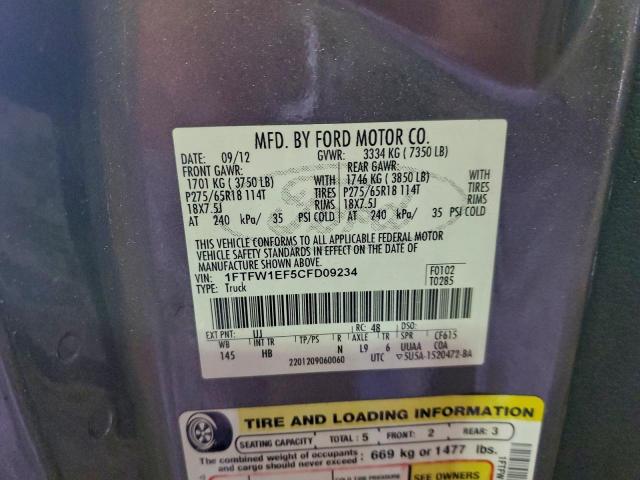 MFD. BY FORD MOTOR CO.
DATE: 09/12 GVWR: 3334 KG (7350 LB)
FRONT GAWR: REAR GAWR:
1701 KG (3750 LB) WITH 1746 KG (3850 LB) WITH
P275/65R18 114T TIRES P275/65R18 114T TIRES
18X7.5J RIMS 18X7.5J RIMS
AT 240 kPa/ 35 PSI COLD AT 240 kPa/ 35 PSI COLD
THIS VEHICLE CONFORMS TO ALL APPLICABLE FEDERAL MOTOR
VEHICLE SAFETY STANDARDS IN EFFECT ON THE DATE OF
MANUFACTURE SHOWN ABOVE.
VIN: 1FTFW1EF5CFD09234 F0102
TYPE: Truck T0285
EXT PNT: UJ RC: 48 DSO:
WB INT TR TP/PS R AXLE TR SPR CF615
145 HB N L9 6 UUAA COA
2201209060060 UTC ▽5U5A-1520472-BA
TIRE AND LOADING INFORMATION
SEATING CAPACITY TOTAL: 5 FRONT: 2 REAR: 3
The combined weight of occupants and cargo should never exceed: 669 kg or 1477 lbs.
SEE OWNERS